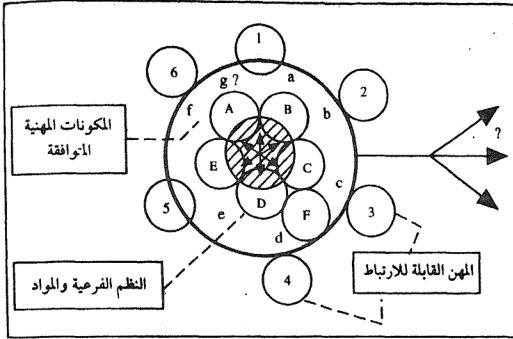 1
6
g ?
a
2
f
A
B
b
?
المكونات المهنية
المتوافقة
E
C
c
D
F
5
e
d
3
4
النظم الفرعية والمواد
المهن القابلة للارتباط